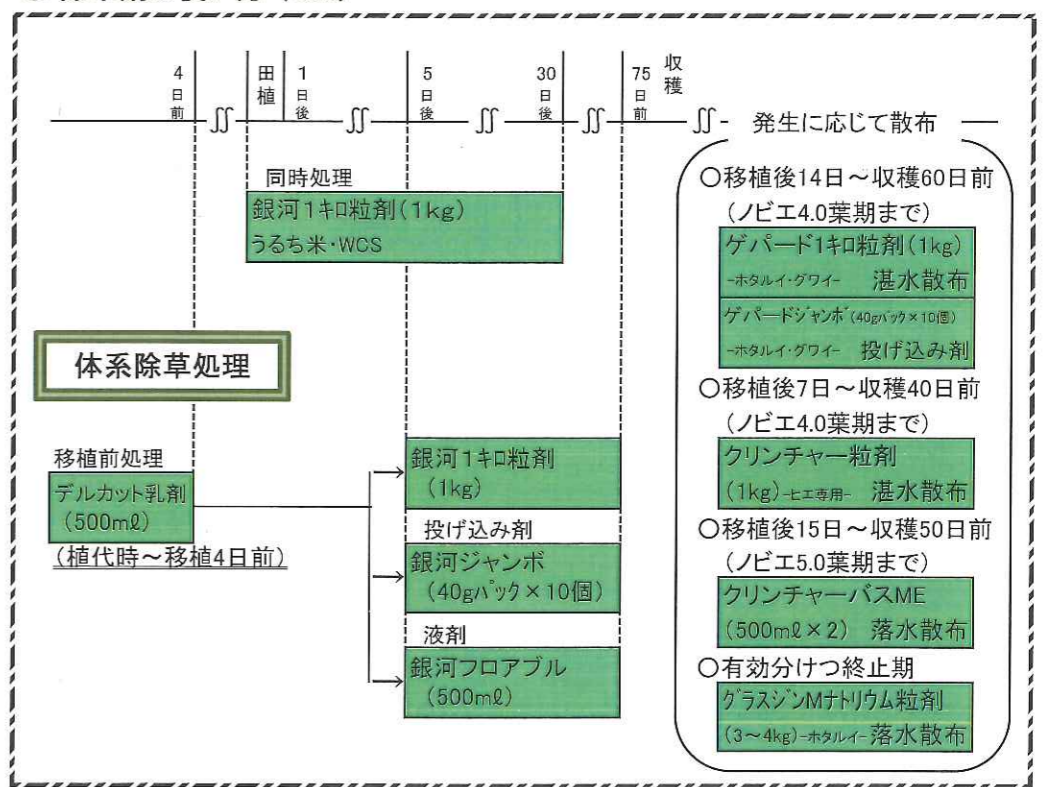 4日前
田植
1日後
5日後
30日後
75日前
収穫
発生に応じて散布
同時処理
銀河1キロ粒剤(1kg)
うるち米・WCS
体系除草処理
移植前処理
デルカット乳剤
(500mℓ)
(植代時～移植4日前)
銀河1キロ粒剤
(1kg)
投げ込み剤
銀河ジャンボ
(40gパック×10個)
液剤
銀河フロアブル
(500mℓ)
○移植後14日～収穫60日前
(ノビエ4.0葉期まで)
ゲパード1キロ粒剤(1kg)
-ホタルイ・グワイ- 湛水散布
ゲパードジャンボ(40gパック×10個)
-ホタルイ・グワイ- 投げ込み剤
○移植後7日～収穫40日前
(ノビエ4.0葉期まで)
クリンチャー粒剤
(1kg)-ヒエ専用- 湛水散布
○移植後15日～収穫50日前
(ノビエ5.0葉期まで)
クリンチャーバスME
(500mℓ×2) 落水散布
○有効分けつ終止期
グラスジンMナトリウム粒剤
(3～4kg)-ホタルイ-落水散布